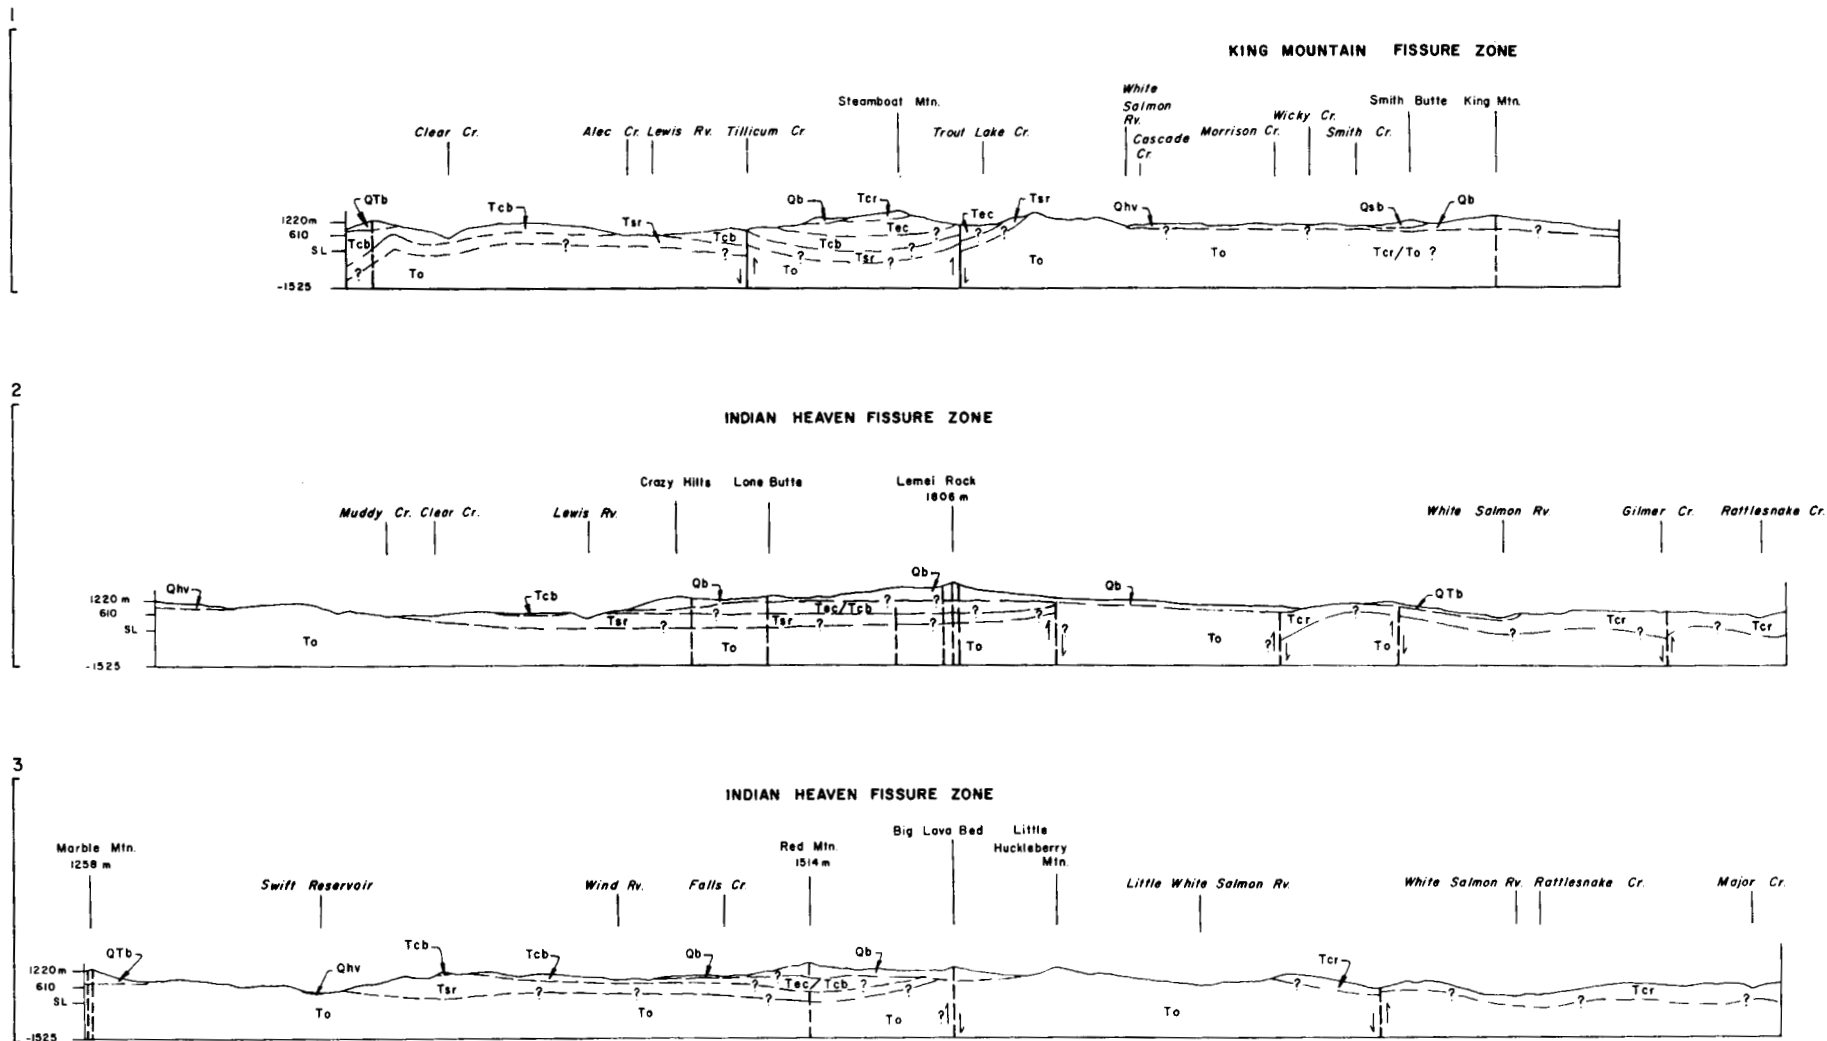 1
KING MOUNTAIN FISSURE ZONE
White
Salmon
Rv.
Steamboat Mtn.
Smith Butte King Mtn.
Wicky Cr.
Clear Cr.
Alec Cr. Lewis Rv. Tillicum Cr
Trout Lake Cr.
Cascade
Cr.
Morrison Cr.
Smith Cr.
QTb
Tcb
Tsr
Qb
Tcr
Tec
Tsr
Qhv
Qsb
Qb
1220 m
610
SL
-1525
Tcb
?
To
?
Tcb
?
To
?
Tcb
Tsr
?
Tec
?
?
?
?
To
?
To
?
Tcr/To ?
?
2
INDIAN HEAVEN FISSURE ZONE
Crazy Hills Lone Butte
Lemei Rock
1806 m
Muddy Cr. Clear Cr.
Lewis Rv.
White Salmon Rv.
Gilmer Cr.
Rattlesnake Cr.
Qhv
Tcb
Qb
Qb
Qb
QTb
1220 m
610
SL
-1525
To
Tsr
?
?
To
Tec/Tcb
Tsr
?
?
?
?
?
To
?
?
To
?
Tcr
?
To
?
Tcr
?
?
Tcr
3
INDIAN HEAVEN FISSURE ZONE
Marble Mtn.
1258 m
Red Mtn.
1514 m
Big Lava Bed
Little
Huckleberry
Mtn.
Swift Reservoir
Wind Rv.
Falls Cr.
Little White Salmon Rv.
White Salmon Rv. Rattlesnake Cr.
Major Cr.
QTb
Qhv
Tcb
Tcb
Qb
Qb
Tcr
1220 m
610
SL
-1525
To
Tsr
?
?
To
?
?
?
Tec/Tcb
?
?
To
?
To
?
?
?
Tcr
?